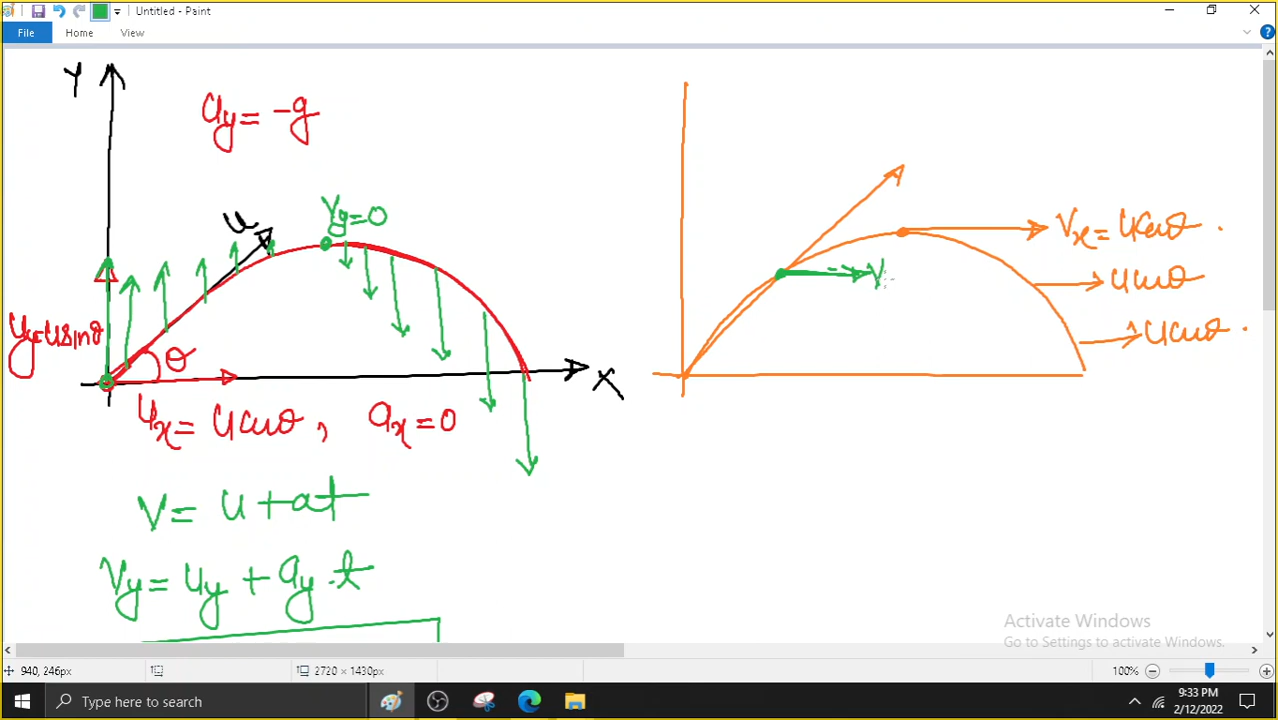 Untitled - Paint
File Home View
Y
ay = -g
u
Vy=0
uy=usinθ
θ
X
ux = ucosθ , ax = 0
V = u + at
Vy = uy + ay.t
Vx = ucosθ .
ucosθ
ucosθ .
V
Activate Windows
Go to Settings to activate Windows.
940, 246px
2720 × 1430px
100%
Type here to search
9:33 PM
2/12/2022